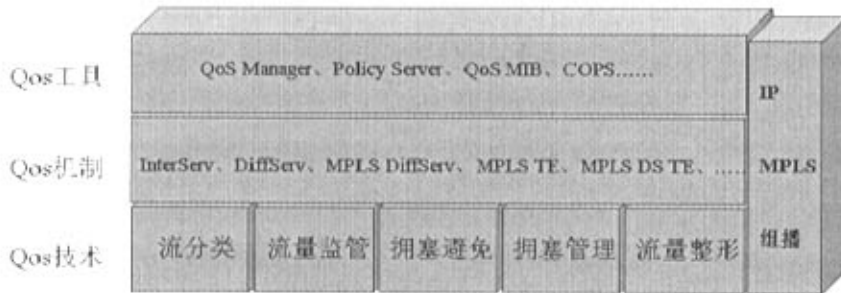 Qos工具
QoS Manager、Policy Server、QoS MIB、COPS……
IP
Qos机制
InterServ、DiffServ、MPLS DiffServ、MPLS TE、MPLS DS TE、……
MPLS
Qos技术
流分类
流量监管
拥塞避免
拥塞管理
流量整形
组播